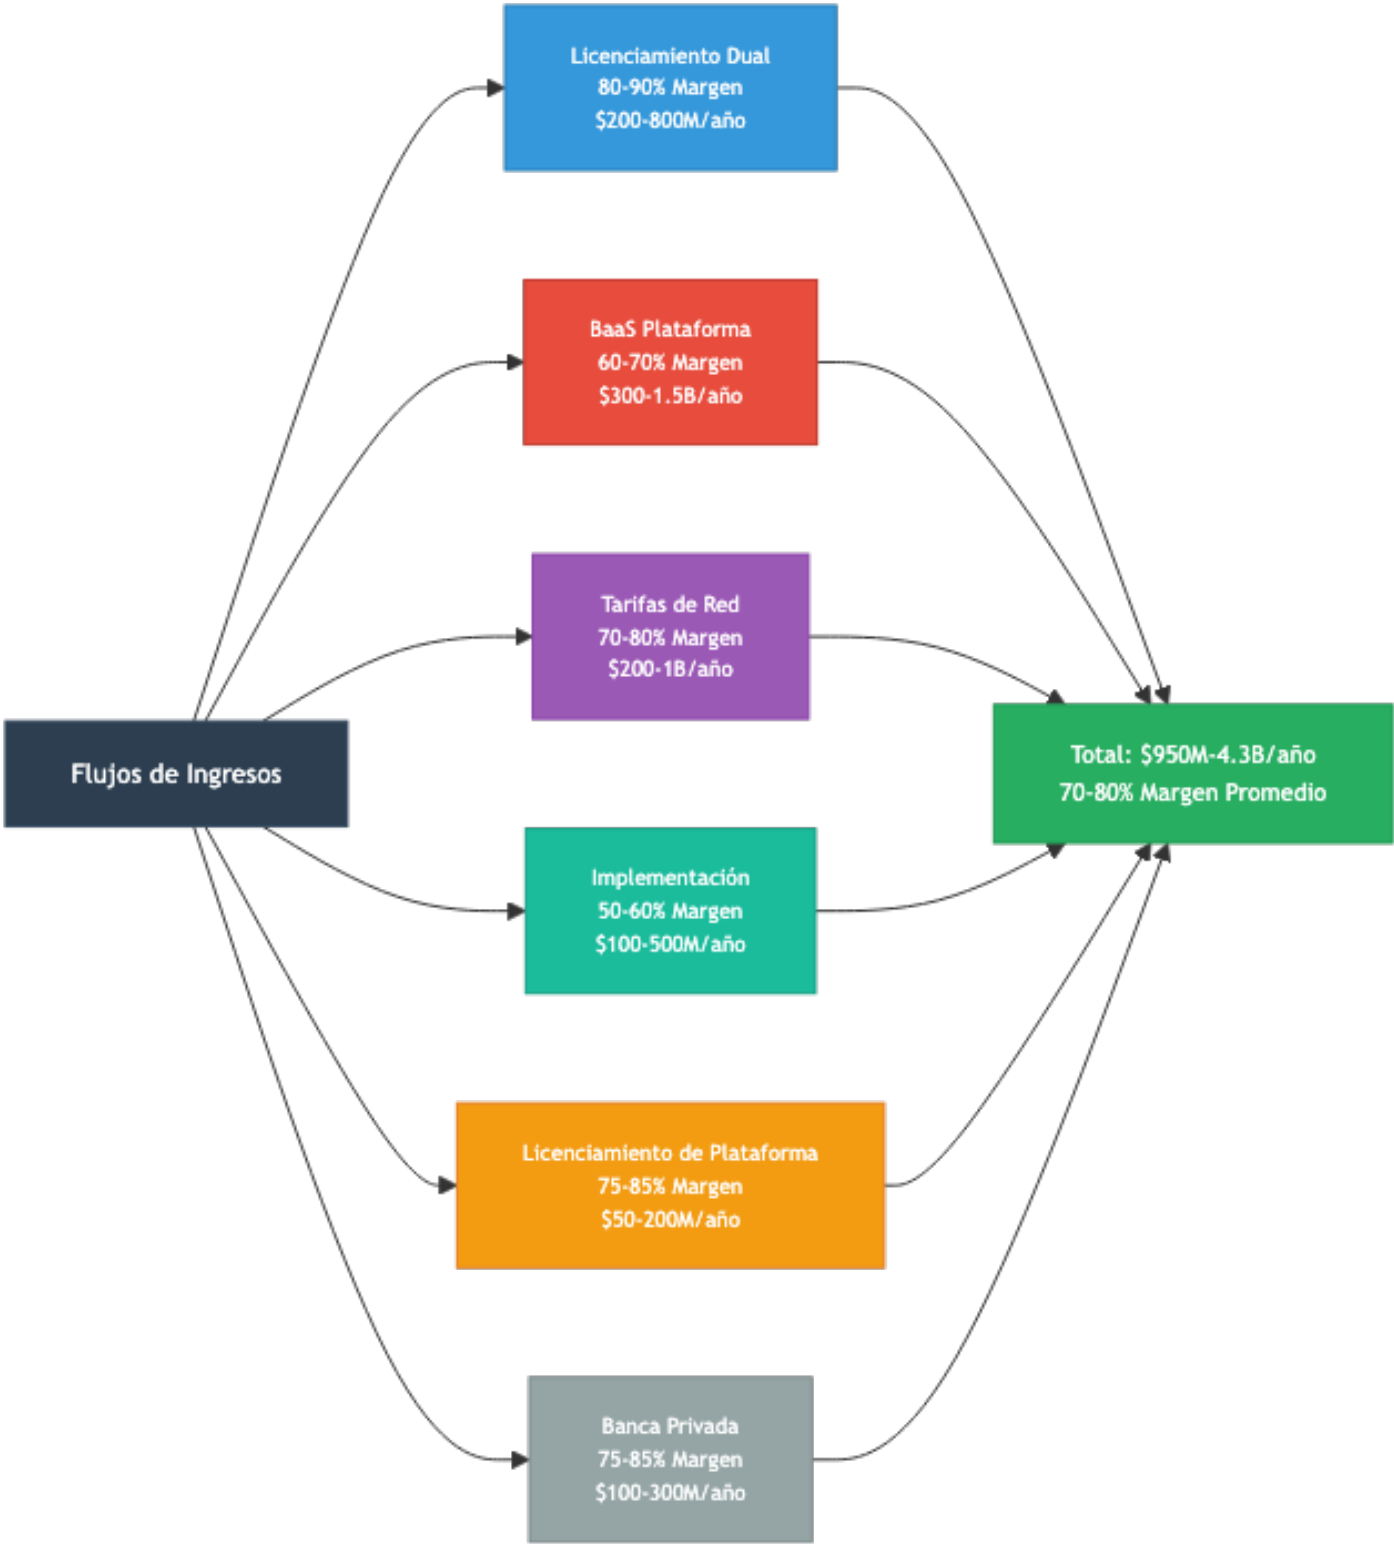 Licenciamiento Dual
80-90% Margen
$200-800M/año
BaaS Plataforma
60-70% Margen
$300-1.5B/año
Tarifas de Red
70-80% Margen
$200-1B/año
Flujos de Ingresos
Total: $950M-4.3B/año
70-80% Margen Promedio
Implementación
50-60% Margen
$100-500M/año
Licenciamiento de Plataforma
75-85% Margen
$50-200M/año
Banca Privada
75-85% Margen
$100-300M/año